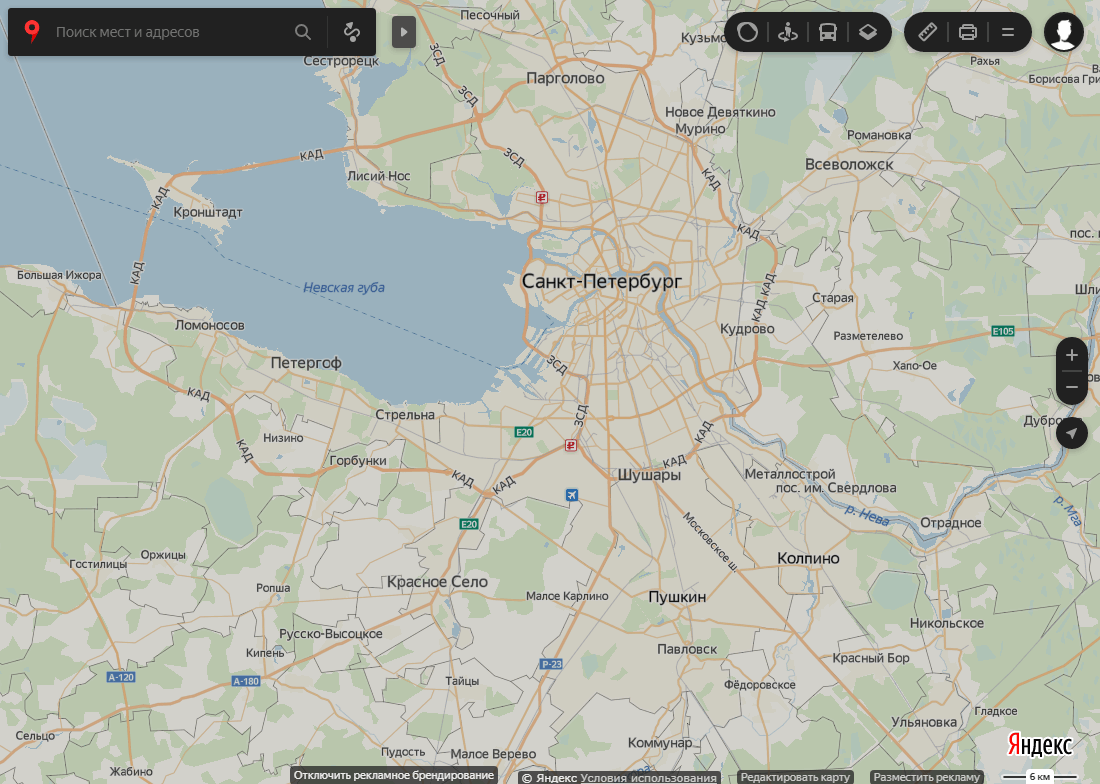 Поиск мест и адресов
Песочный
Кузьмо
Рахья
Борисова Гри
Сестрорецк
ЗСД
Парголово
ЗСД
Новое Девяткино
Мурино
Романовка
Всеволожск
КАД
ЗСД
Лисий Нос
КАД
КАД
Кронштадт
КАД
пос. и
Большая Ижора
КАД
Невская губа
Санкт-Петербург
КАД
КАД
Старая
Шли
Ломоносов
Кудрово
Разметелево
E105
Петергоф
ЗСД
Хапо-Ое
КАД
Стрельна
ЗСД
Дубро
Низино
E20
КАД
КАД
Горбунки
КАД
КАД
КАД
Шушары
Металлострой
пос. им. Свердлова
E20
р. Нева
Отрадное
р. Мга
Московское ш.
Оржицы
Гостилицы
Колпино
Ропша
Красное Село
Малое Карлино
Пушкин
Никольское
Русско-Высоцкое
Кипень
Р-23
Павловск
Красный Бор
А-120
А-180
Тайцы
Фёдоровское
Гладкое
Сельцо
Ульяновка
Пудость
Малое Верево
Коммунар
Яндекс
Жабино
Отключить рекламное брендирование
© Яндекс Условия использования
Редактировать карту
Разместить рекламу
6 км